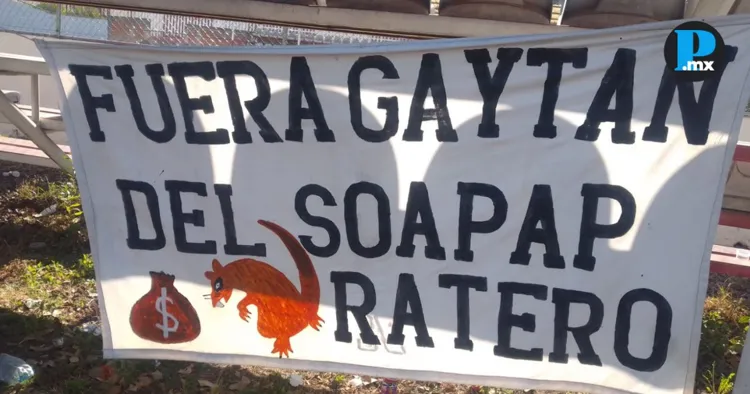 P.mx
FUERA GAYTAN
DEL SOAPAP
RATERO
$